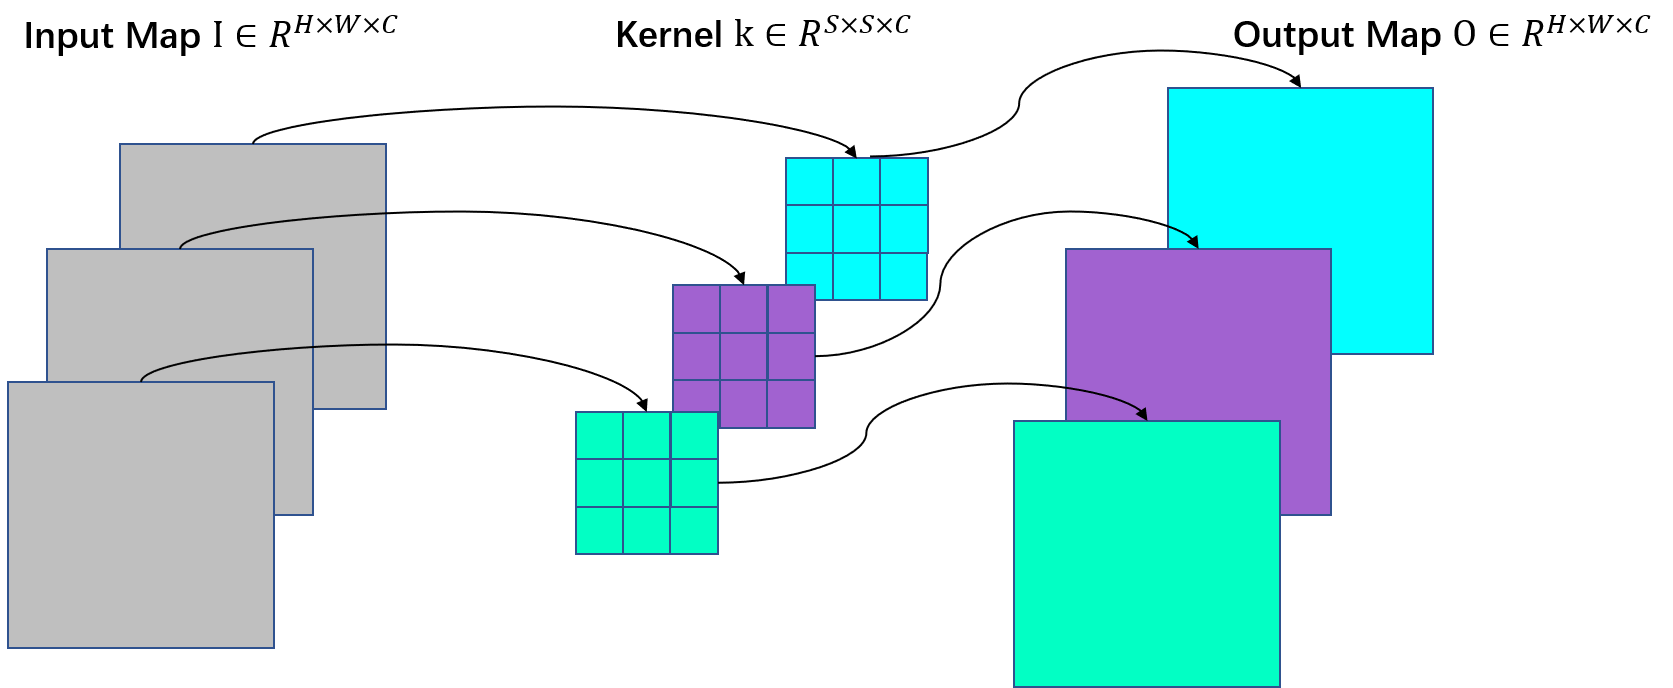 Input Map I ∈ R^{H×W×C}
Kernel k ∈ R^{S×S×C}
Output Map O ∈ R^{H×W×C}